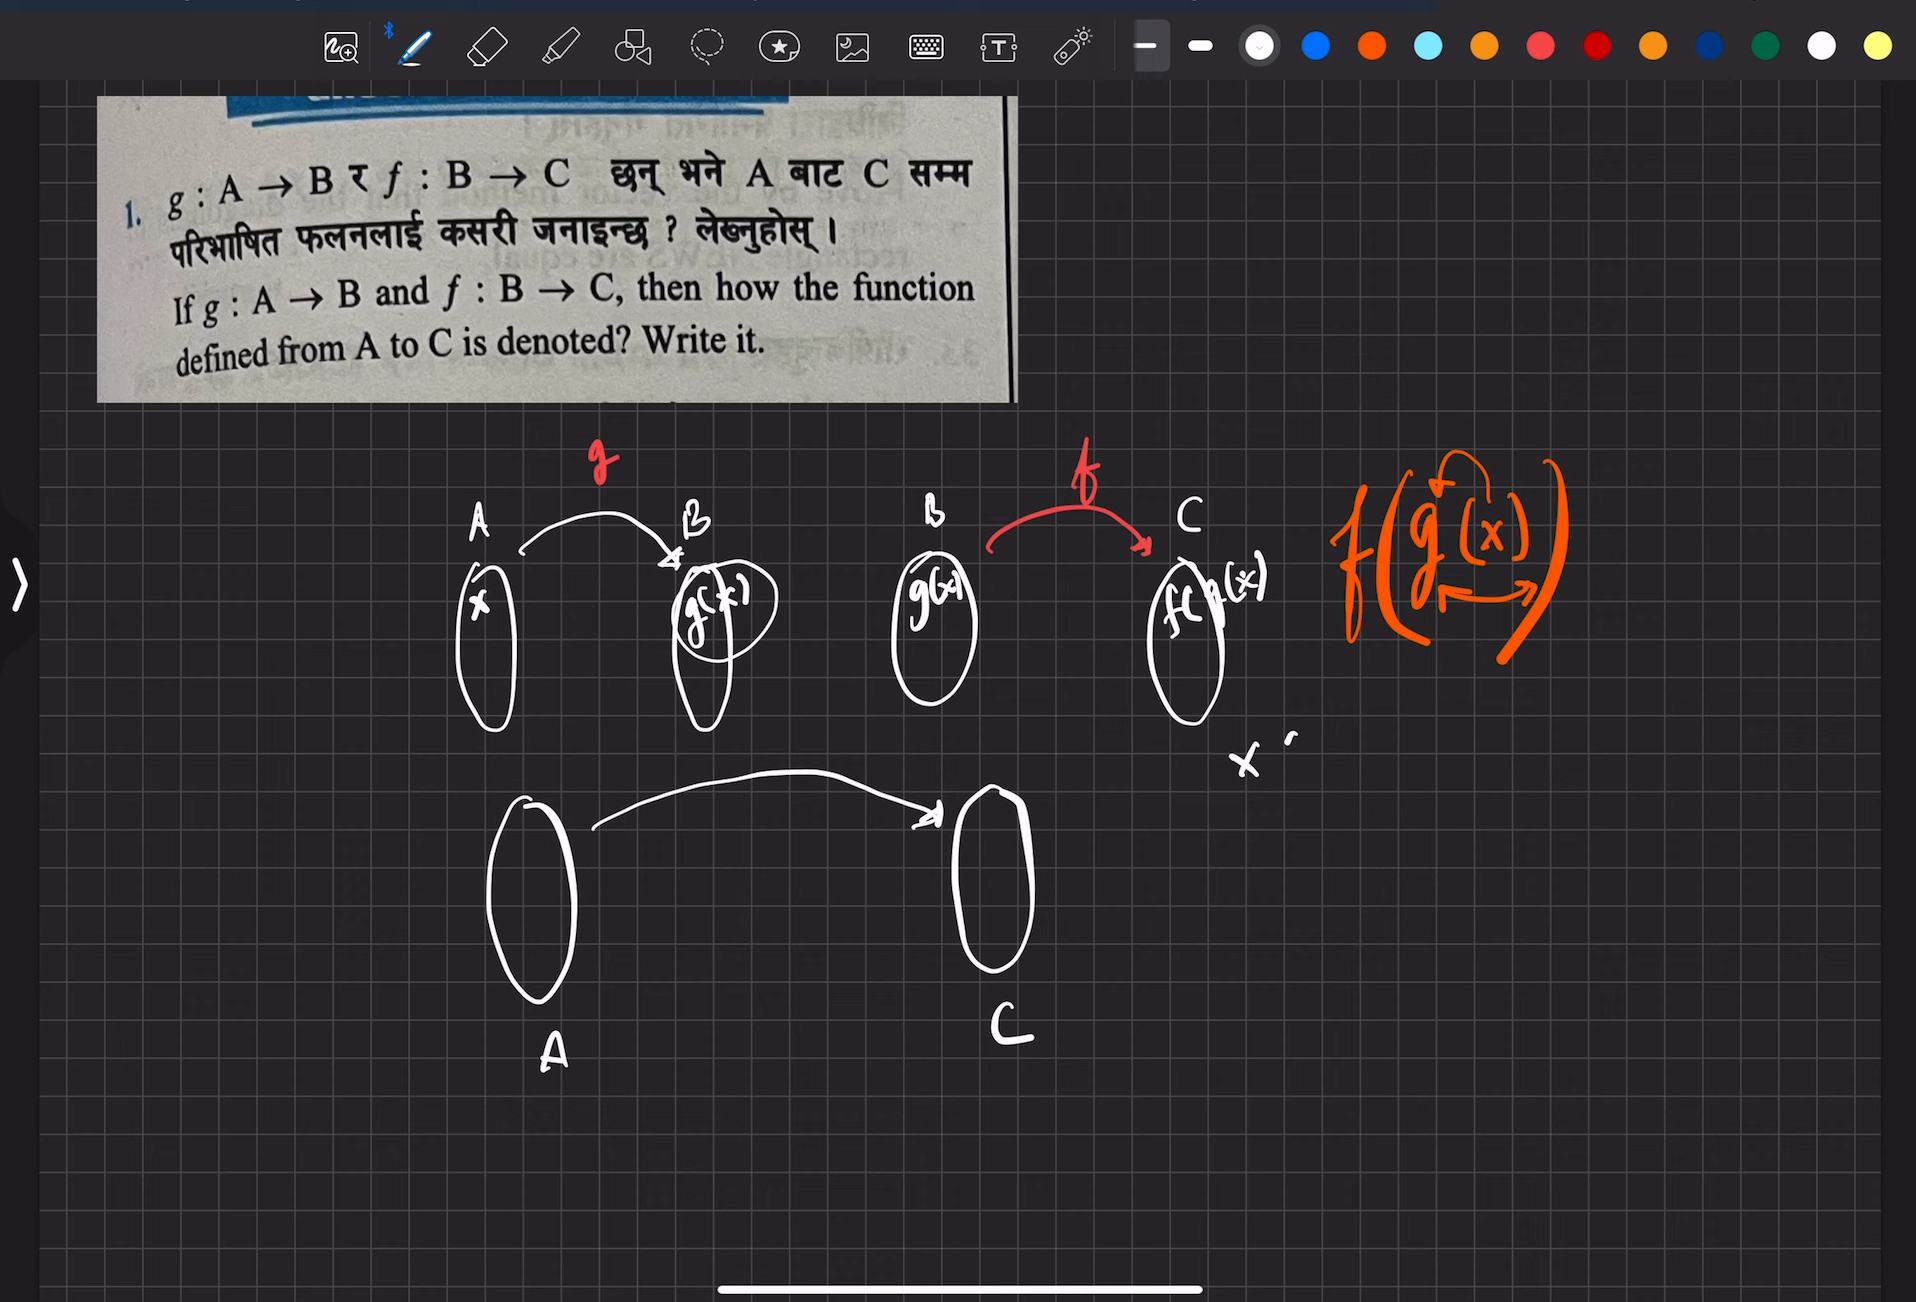 1. g : A → B र f : B → C छन् भने A बाट C सम्म
परिभाषित फलनलाई कसरी जनाइन्छ ? लेख्नुहोस् ।
If g : A → B and f : B → C, then how the function
defined from A to C is denoted? Write it.
g f
A B B C
x g(x) g(x) f(g(x) f(g(x))
x
A C